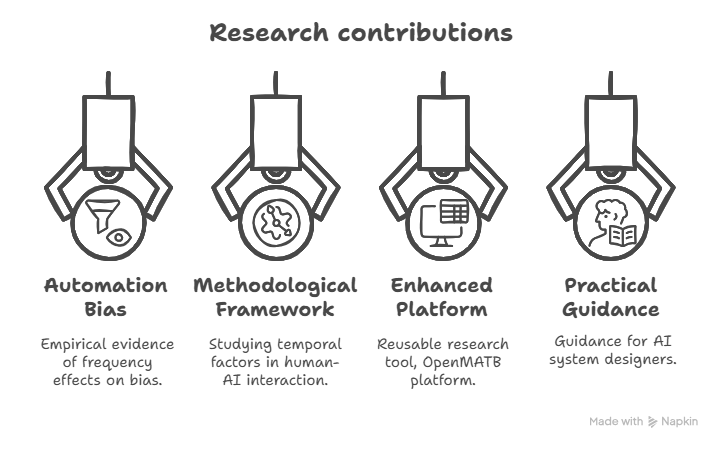 Research contributions
Automation
Bias
Empirical evidence
of frequency
effects on bias.
Methodological
Framework
Studying temporal
factors in human-
AI interaction.
Enhanced
Platform
Reusable research
tool, OpenMATB
platform.
Practical
Guidance
Guidance for AI
system designers.
Made with Napkin